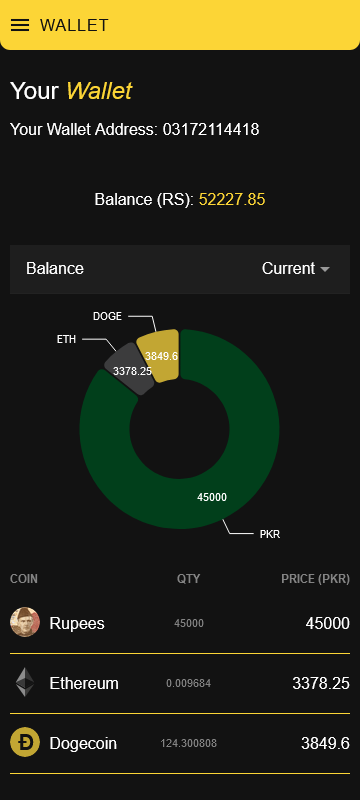 WALLET
Your Wallet
Your Wallet Address: 03172114418
Balance (RS): 52227.85
Balance Current
DOGE
ETH
3849.6
3378.25
45000
PKR
COIN QTY PRICE (PKR)
Rupees 45000 45000
Ethereum 0.009684 3378.25
Dogecoin 124.300808 3849.6